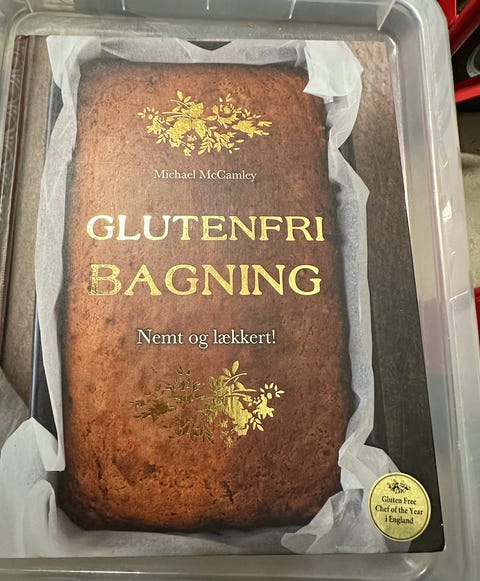 Michael McCamley
GLUTENFRI
BAGNING
Nemt og lækkert!
Gluten Free
Chef of the Year
i England